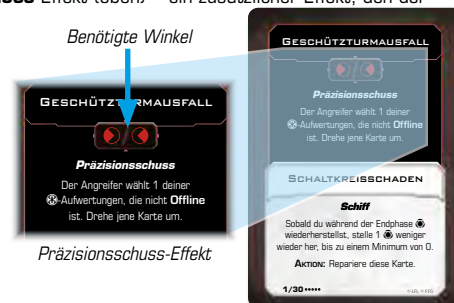 Effekt (oben) – ein zusätzlicher Effekt, den der
Benötigte Winkel
Geschützturmausfall
Präzisionsschuss
Der Angreifer wählt 1 deiner
-Aufwertungen, die nicht Offline
ist. Drehe jene Karte um.
Präzisionsschuss-Effekt
Geschützturmausfall
Präzisionsschuss
Der Angreifer wählt 1 deiner
-Aufwertungen, die nicht Offline
ist. Drehe jene Karte um.
Schaltkreisschaden
Schiff
Sobald du während der Endphase
wiederherstellst, stelle 1 weniger
wieder her, bis zu einem Minimum von 0.
Aktion: Repariere diese Karte.
1/30 •••••
© LFL © FFG